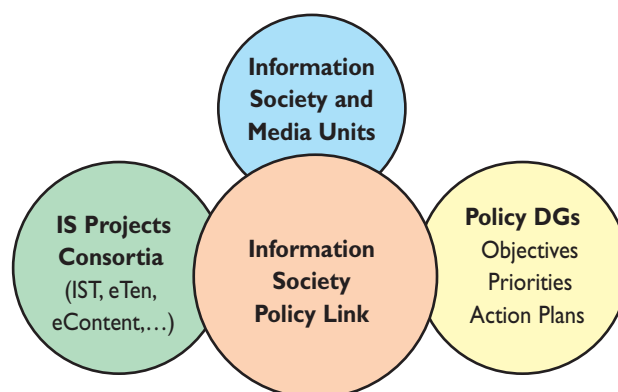 Information
Society and
Media Units
IS Projects
Consortia
(IST, eTen,
eContent,...)
Information
Society
Policy Link
Policy DGs
Objectives
Priorities
Action Plans